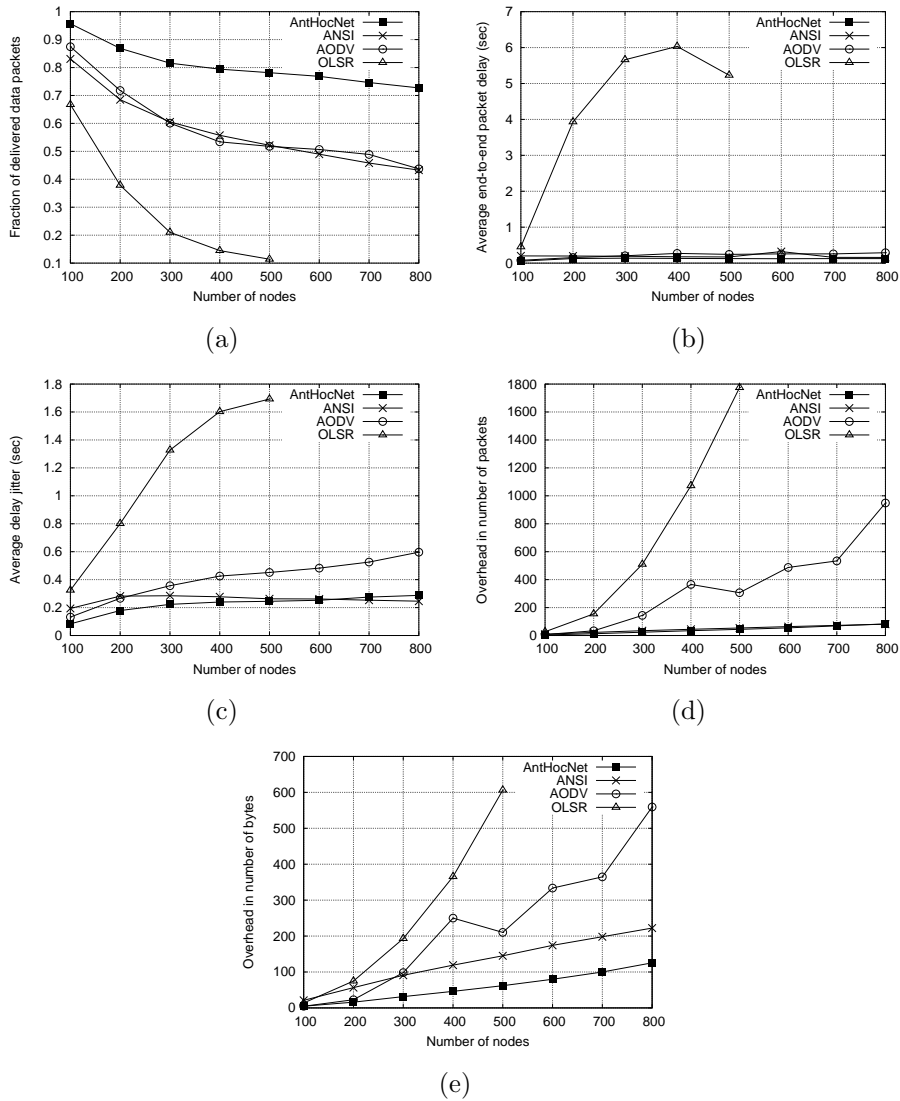 1
0.9
0.8
0.7
0.6
0.5
0.4
0.3
0.2
0.1
100 200 300 400 500 600 700 800
Fraction of delivered data packets
Number of nodes
AntHocNet
ANSI
AODV
OLSR
(a)
7
6
5
4
3
2
1
0
100 200 300 400 500 600 700 800
Average end-to-end packet delay (sec)
Number of nodes
AntHocNet
ANSI
AODV
OLSR
(b)
1.8
1.6
1.4
1.2
1
0.8
0.6
0.4
0.2
0
100 200 300 400 500 600 700 800
Average delay jitter (sec)
Number of nodes
AntHocNet
ANSI
AODV
OLSR
(c)
1800
1600
1400
1200
1000
800
600
400
200
0
100 200 300 400 500 600 700 800
Overhead in number of packets
Number of nodes
AntHocNet
ANSI
AODV
OLSR
(d)
700
600
500
400
300
200
100
0
100 200 300 400 500 600 700 800
Overhead in number of bytes
Number of nodes
AntHocNet
ANSI
AODV
OLSR
(e)